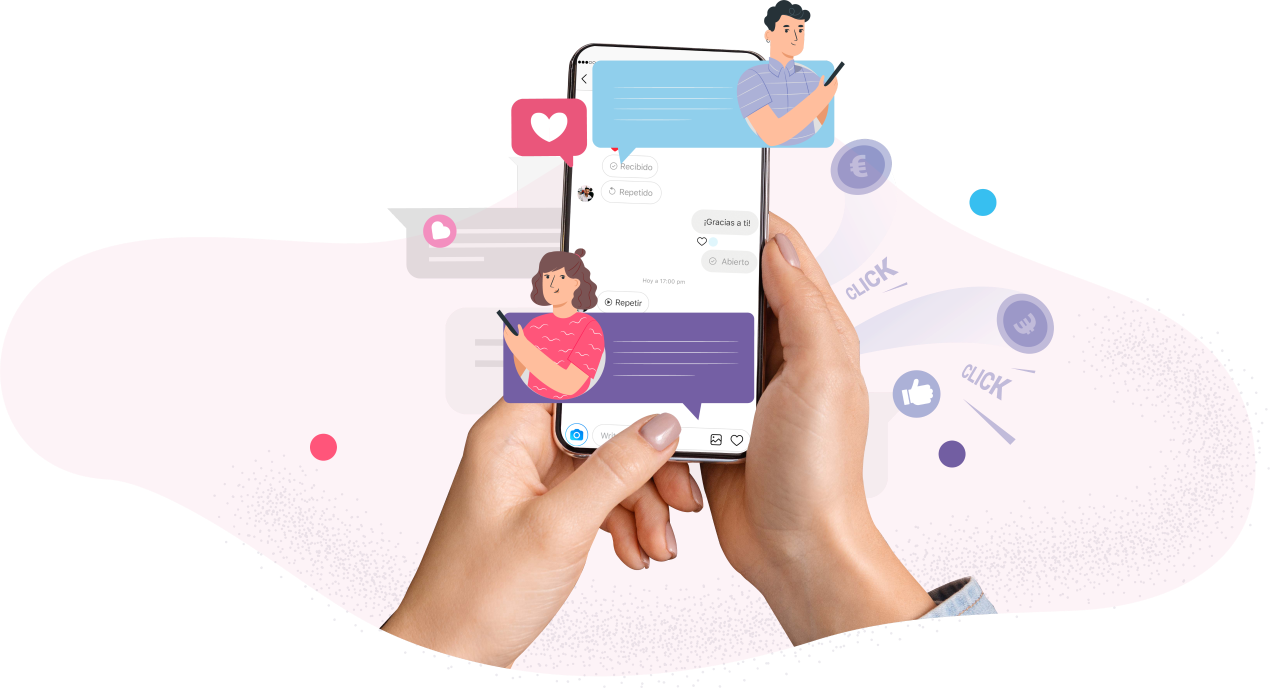 Recibido
Repetido
¡Gracias a ti!
Abierto
Hoy a 17:00 pm
Repetir
CLICK
CLICK
€